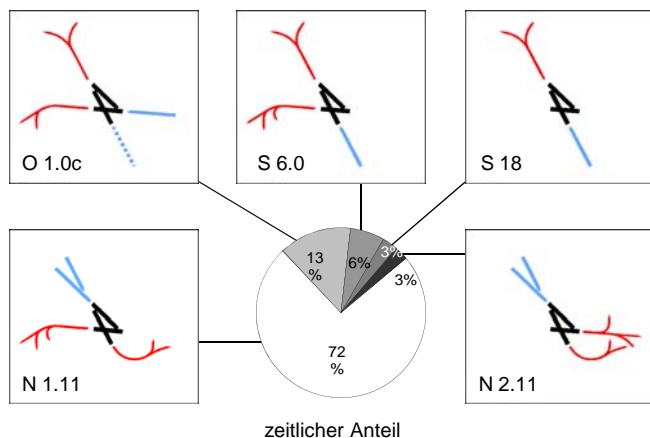 O 1.0c
S 6.0
S 18
13
%
6%
3%
3%
72
%
N 1.11
N 2.11
zeitlicher Anteil